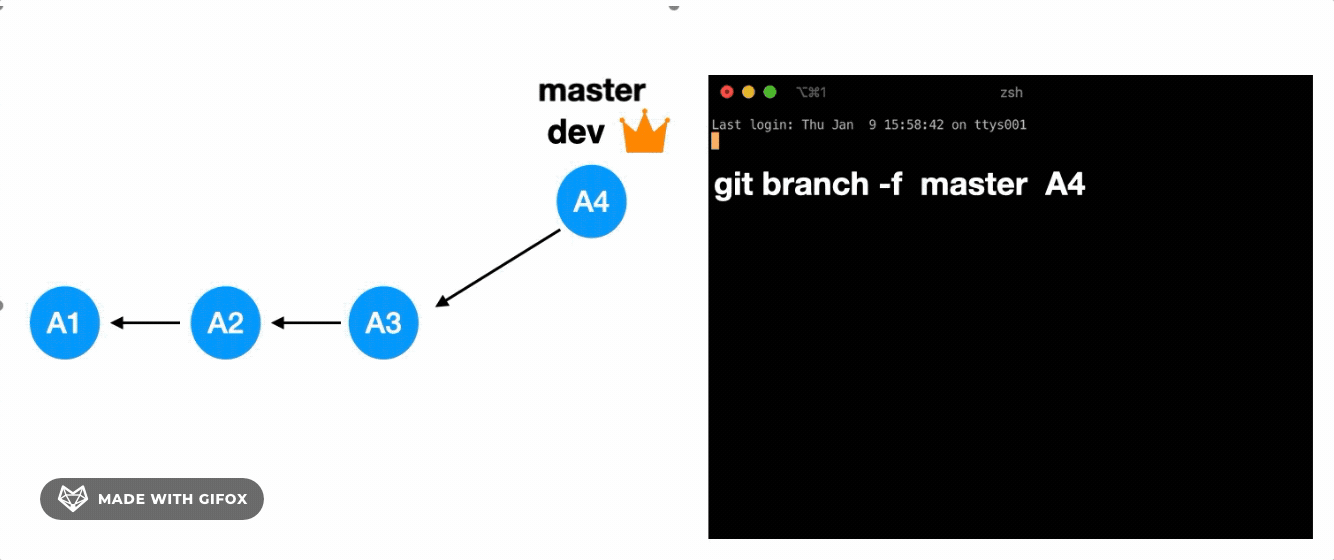 master
dev
A4
A1
A2
A3
MADE WITH GIFOX
⌥⌘1
zsh
Last login: Thu Jan  9 15:58:42 on ttys001
git branch -f  master  A4